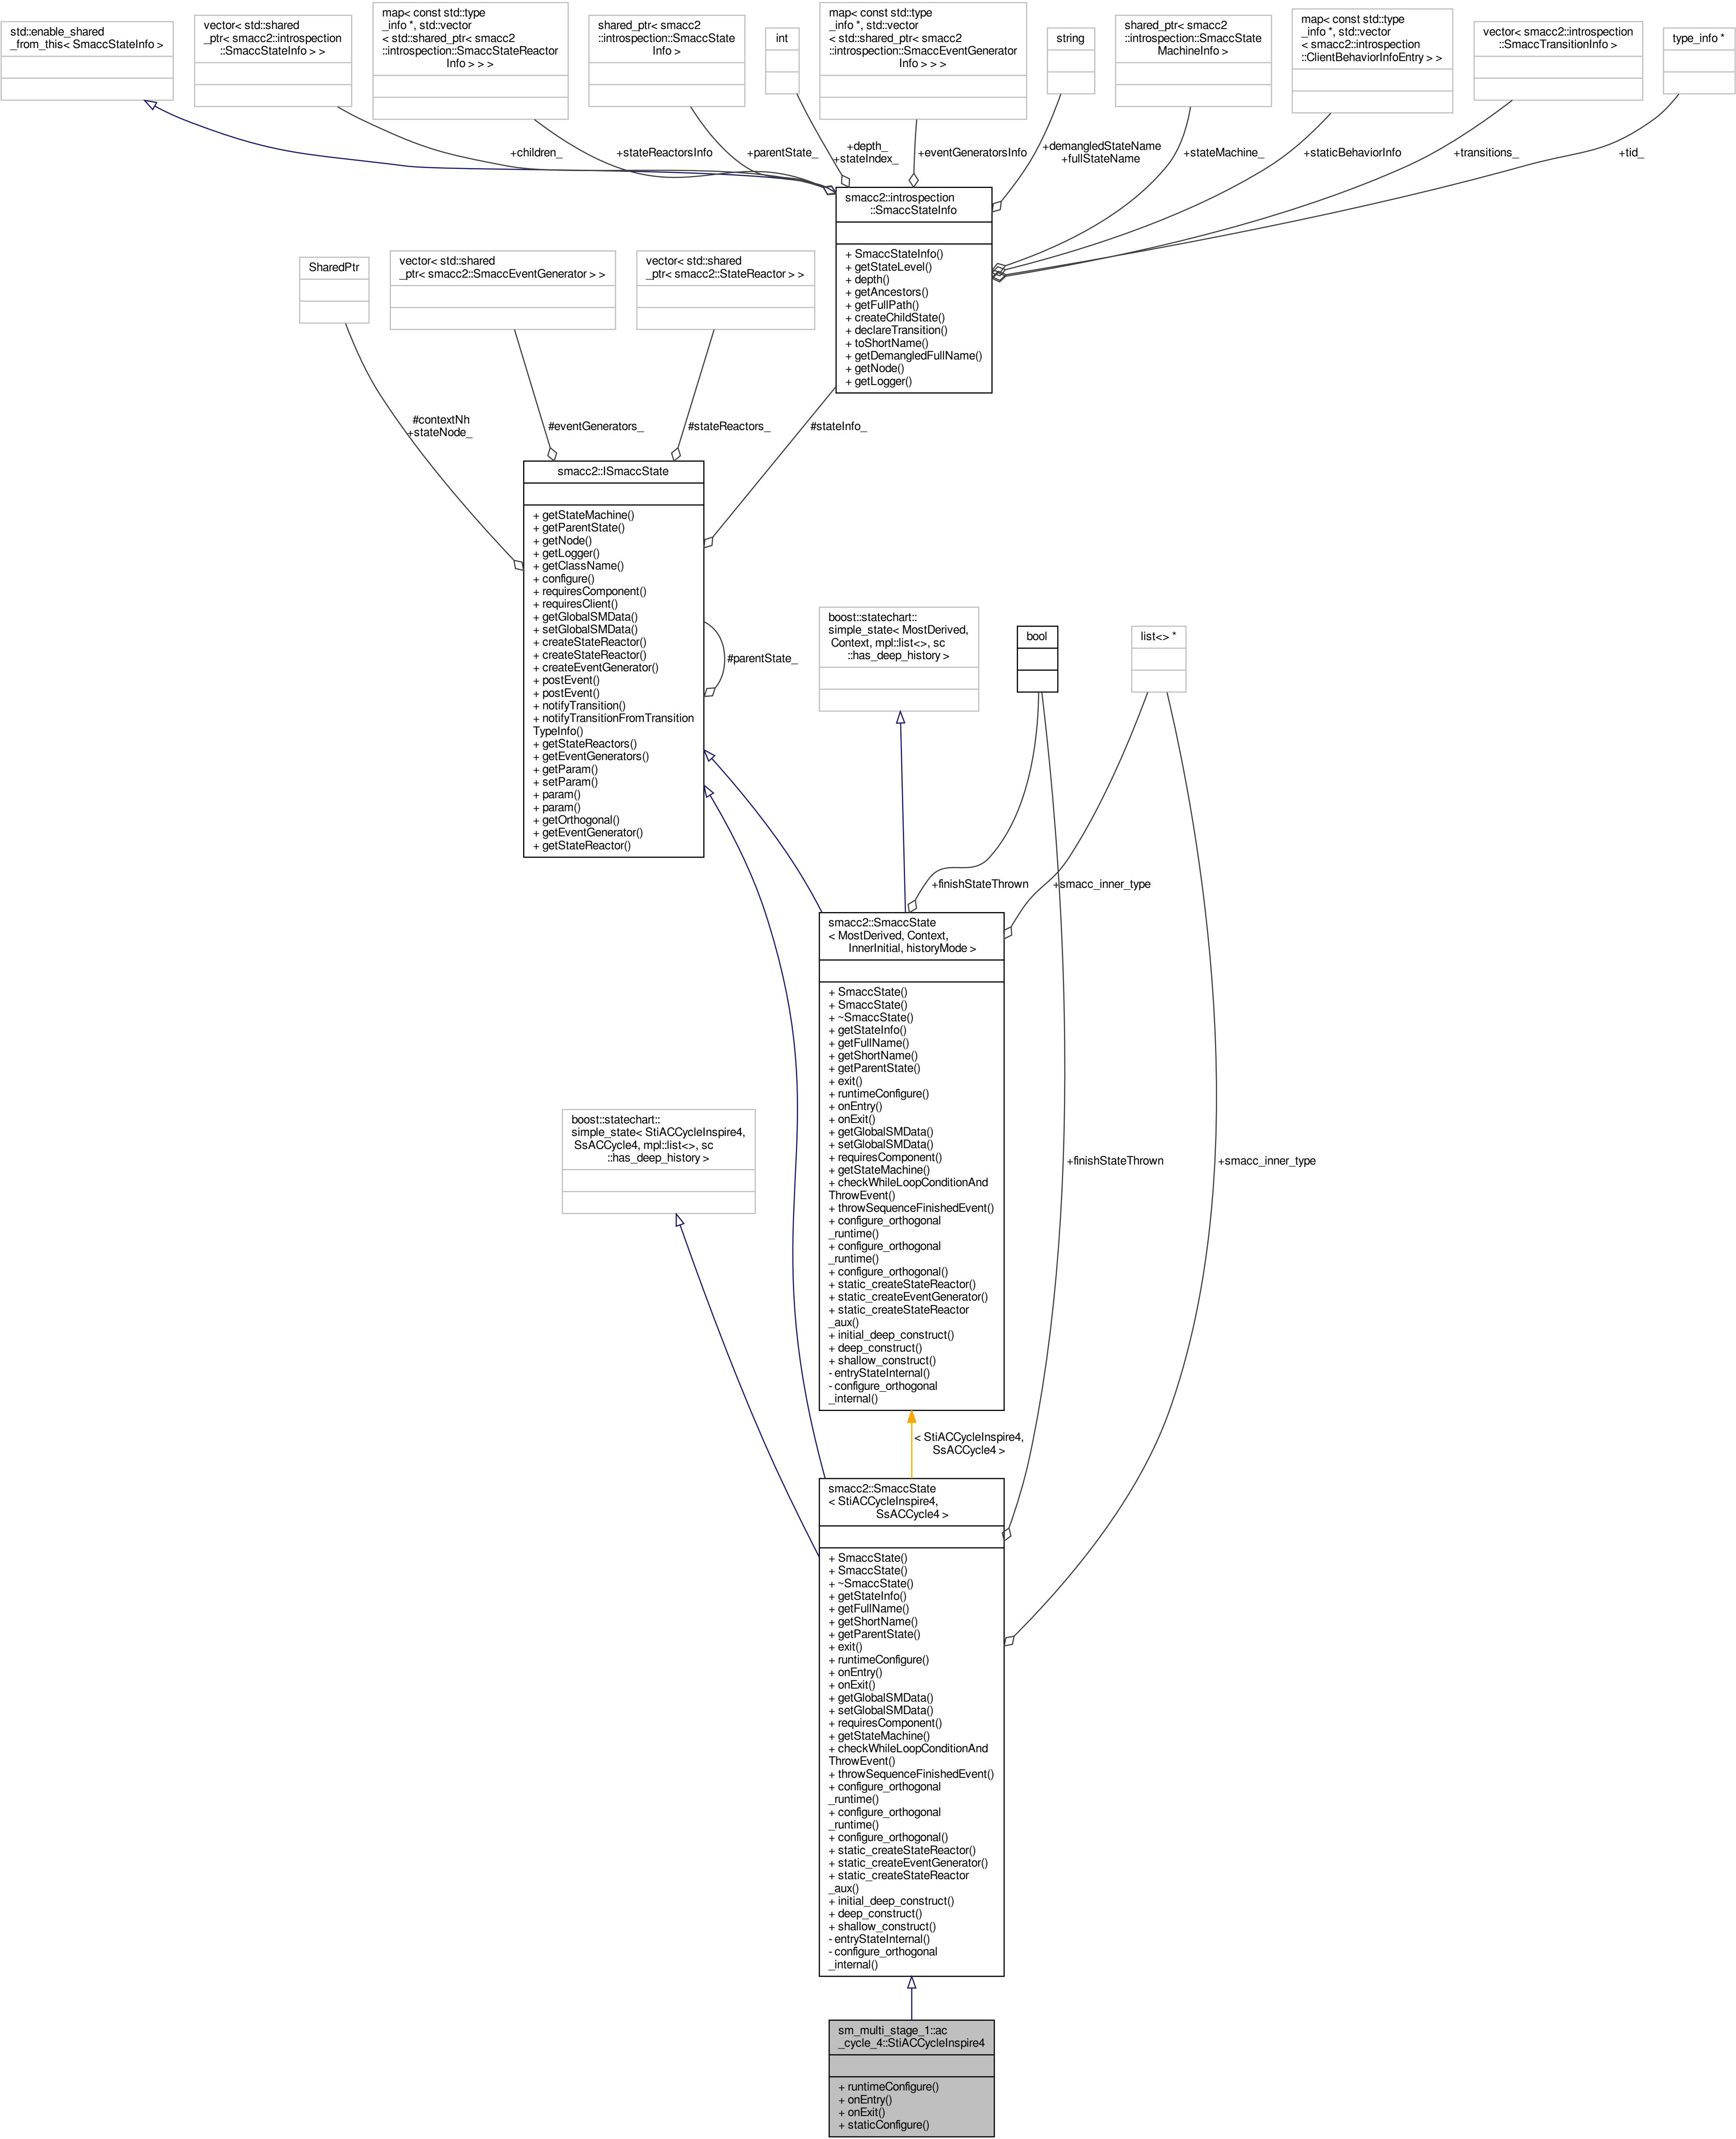 std::enable_shared
_from_this< SmaccStateInfo >
vector< std::shared
_ptr< smacc2::introspection
::SmaccStateInfo > >
map< const std::type
_info *, std::vector
< std::shared_ptr< smacc2
::introspection::SmaccStateReactor
Info > > >
shared_ptr< smacc2
::introspection::SmaccState
Info >
int
map< const std::type
_info *, std::vector
< std::shared_ptr< smacc2
::introspection::SmaccEventGenerator
Info > > >
string
shared_ptr< smacc2
::introspection::SmaccState
MachineInfo >
map< const std::type
_info *, std::vector
< smacc2::introspection
::ClientBehaviorInfoEntry > >
vector< smacc2::introspection
::SmaccTransitionInfo >
type_info *
+children_
+stateReactorsInfo
+parentState_
+depth_
+stateIndex_
+eventGeneratorsInfo
+demangledStateName
+fullStateName
+stateMachine_
+staticBehaviorInfo
+transitions_
+tid_
smacc2::introspection
::SmaccStateInfo
+ SmaccStateInfo()
+ getStateLevel()
+ depth()
+ getAncestors()
+ getFullPath()
+ createChildState()
+ declareTransition()
+ toShortName()
+ getDemangledFullName()
+ getNode()
+ getLogger()
SharedPtr
vector< std::shared
_ptr< smacc2::SmaccEventGenerator > >
vector< std::shared
_ptr< smacc2::StateReactor > >
#contextNh
+stateNode_
#eventGenerators_
#stateReactors_
#stateInfo_
smacc2::ISmaccState
+ getStateMachine()
+ getParentState()
+ getNode()
+ getLogger()
+ getClassName()
+ configure()
+ requiresComponent()
+ requiresClient()
+ getGlobalSMData()
+ setGlobalSMData()
+ createStateReactor()
+ createStateReactor()
+ createEventGenerator()
+ postEvent()
+ postEvent()
+ notifyTransition()
+ notifyTransitionFromTransition
TypeInfo()
+ getStateReactors()
+ getEventGenerators()
+ getParam()
+ setParam()
+ param()
+ param()
+ getOrthogonal()
+ getEventGenerator()
+ getStateReactor()
#parentState_
boost::statechart::
simple_state< MostDerived,
Context, mpl::list<>, sc
::has_deep_history >
bool
list<> *
+finishStateThrown
+smacc_inner_type
smacc2::SmaccState
< MostDerived, Context,
InnerInitial, historyMode >
+ SmaccState()
+ SmaccState()
+ ~SmaccState()
+ getStateInfo()
+ getFullName()
+ getShortName()
+ getParentState()
+ exit()
+ runtimeConfigure()
+ onEntry()
+ onExit()
+ getGlobalSMData()
+ setGlobalSMData()
+ requiresComponent()
+ getStateMachine()
+ checkWhileLoopConditionAnd
ThrowEvent()
+ throwSequenceFinishedEvent()
+ configure_orthogonal
_runtime()
+ configure_orthogonal
_runtime()
+ configure_orthogonal()
+ static_createStateReactor()
+ static_createEventGenerator()
+ static_createStateReactor
_aux()
+ initial_deep_construct()
+ deep_construct()
+ shallow_construct()
- entryStateInternal()
- configure_orthogonal
_internal()
boost::statechart::
simple_state< StiACCycleInspire4,
SsACCycle4, mpl::list<>, sc
::has_deep_history >
+finishStateThrown
+smacc_inner_type
< StiACCycleInspire4,
SsACCycle4 >
smacc2::SmaccState
< StiACCycleInspire4,
SsACCycle4 >
+ SmaccState()
+ SmaccState()
+ ~SmaccState()
+ getStateInfo()
+ getFullName()
+ getShortName()
+ getParentState()
+ exit()
+ runtimeConfigure()
+ onEntry()
+ onExit()
+ getGlobalSMData()
+ setGlobalSMData()
+ requiresComponent()
+ getStateMachine()
+ checkWhileLoopConditionAnd
ThrowEvent()
+ throwSequenceFinishedEvent()
+ configure_orthogonal
_runtime()
+ configure_orthogonal
_runtime()
+ configure_orthogonal()
+ static_createStateReactor()
+ static_createEventGenerator()
+ static_createStateReactor
_aux()
+ initial_deep_construct()
+ deep_construct()
+ shallow_construct()
- entryStateInternal()
- configure_orthogonal
_internal()
sm_multi_stage_1::ac
_cycle_4::StiACCycleInspire4
+ runtimeConfigure()
+ onEntry()
+ onExit()
+ staticConfigure()